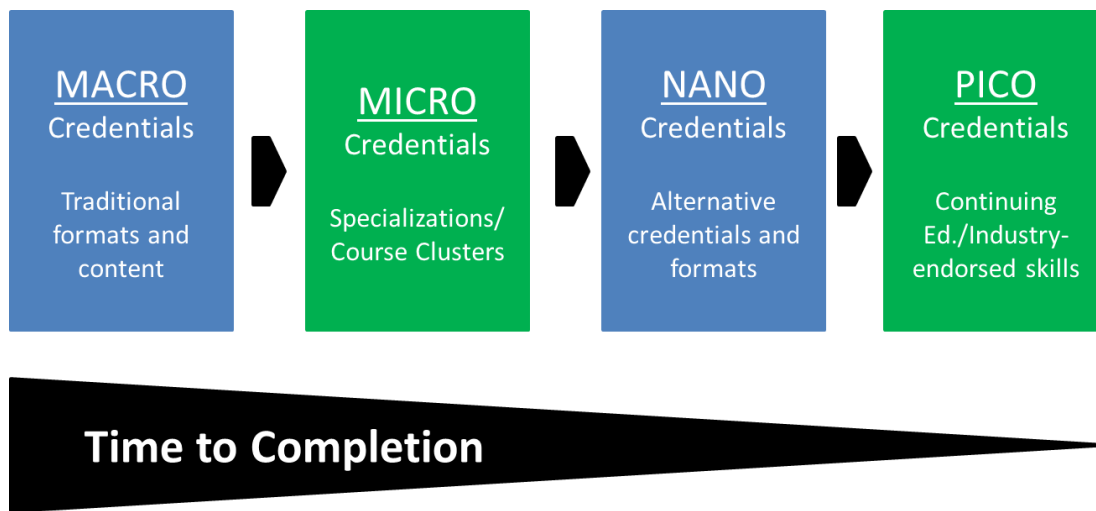 MACRO
Credentials
Traditional
formats and
content
MICRO
Credentials
Specializations/
Course Clusters
NANO
Credentials
Alternative
credentials and
formats
PICO
Credentials
Continuing
Ed./Industry-
endorsed skills
Time to Completion